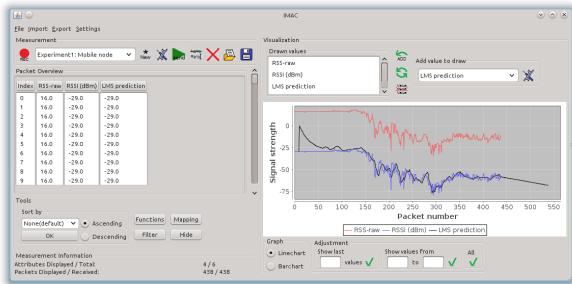 IMAC
File Import Export Settings
Measurement
REC
Experiment1: Mobile node
New
Packet Overview
Index RSS-raw RSSI (dBm) LMS prediction
0 16.0 -29.0 -29.0
1 16.0 -29.0 -29.0
2 16.0 -29.0 -29.0
3 16.0 -29.0 -29.0
4 16.0 -29.0 -29.0
5 16.0 -29.0 -29.0
6 16.0 -29.0 -29.0
7 16.0 -29.0 -29.0
8 16.0 -29.0 -29.0
9 16.0 -29.0 -29.0
Tools
Sort by
None(default)
OK
Ascending
Descending
Functions
Mapping
Filter
Hide
Measurement Information
Attributes Displayed / Total: 4 / 6
Packets Displayed / Received: 438 / 438
Visualization
Drawn values
RSS-raw
RSSI (dBm)
LMS prediction
ADD
Add value to draw
LMS prediction
Signal strength
0
-25
-50
-75
0 50 100 150 200 250 300 350 400 450 500 550
Packet number
RSS-raw RSSI (dBm) LMS prediction
Graph
Linechart
Barchart
Adjustment
Show last
values
Show values from
to
All